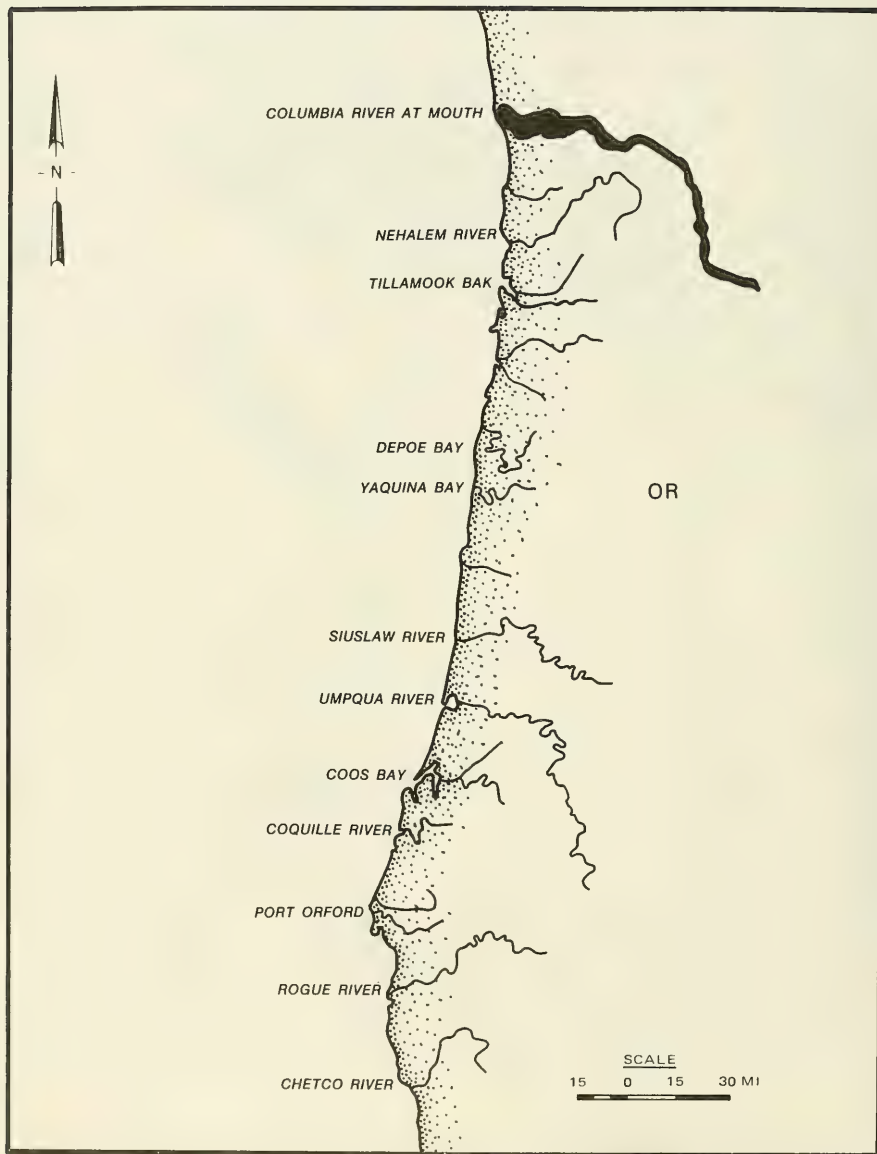 COLUMBIA RIVER AT MOUTH
- N -
NEHALEM RIVER
TILLAMOOK BAK
DEPOE BAY
YAQUINA BAY
OR
SIUSLAW RIVER
UMPQUA RIVER
COOS BAY
COQUILLE RIVER
PORT ORFORD
ROGUE RIVER
SCALE
15 0 15 30 MI
CHETCO RIVER